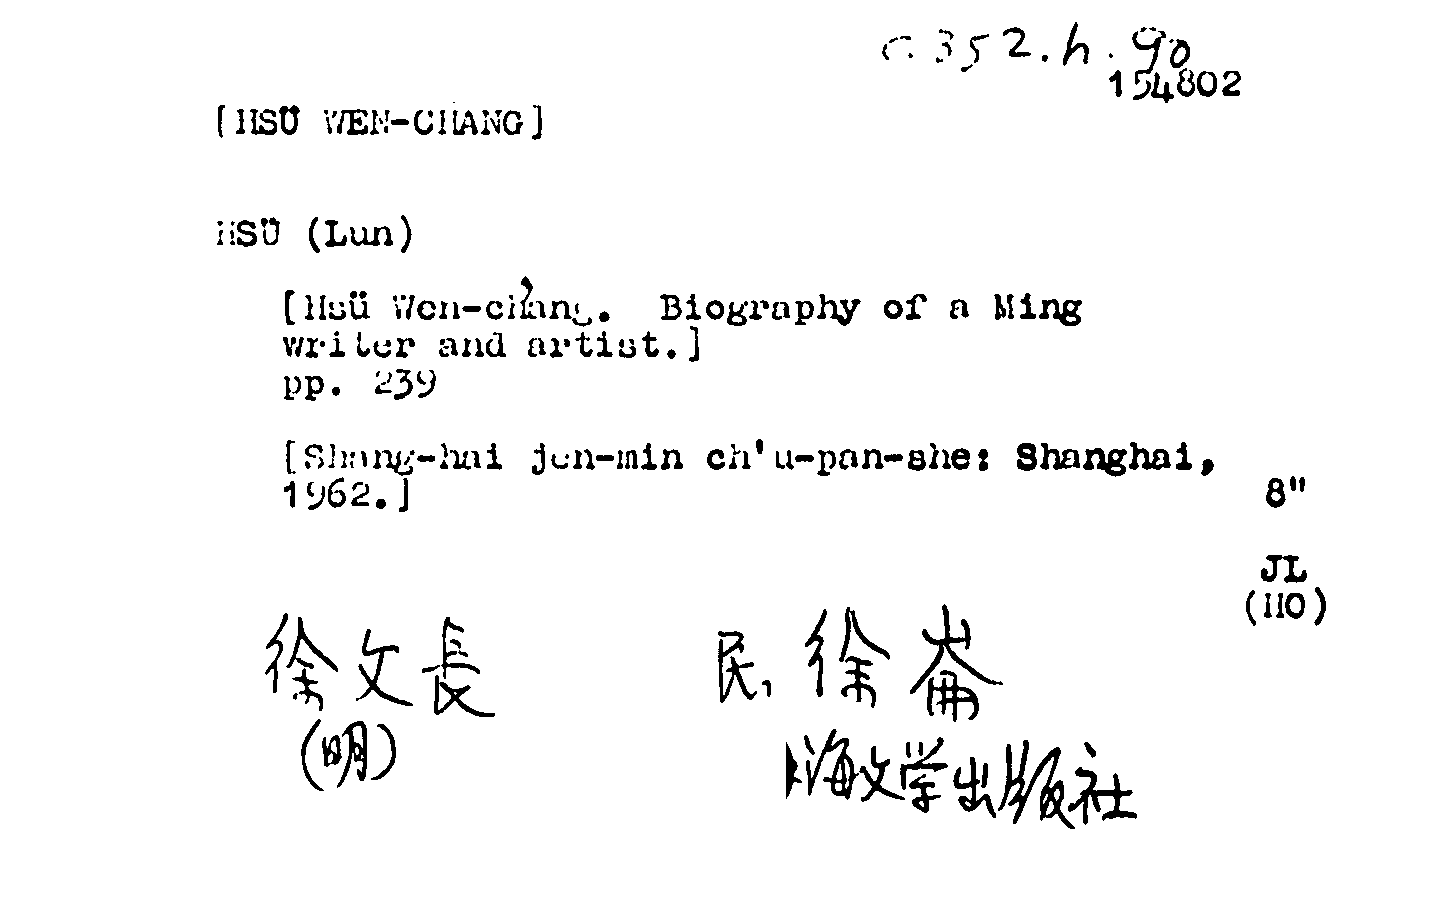 c.352.h.90
154802
[HSÜ WEN-CHANG]
HSÜ (Lun)
[Hsü Wen-ch'ang. Biography of a Ming
writer and artist.]
pp. 239
[Shang-hai jen-min ch'u-pan-she: Shanghai,
1962.]
8"
JL
(HO)
徐文長 民, 徐崙
(明) 上海文学出版社